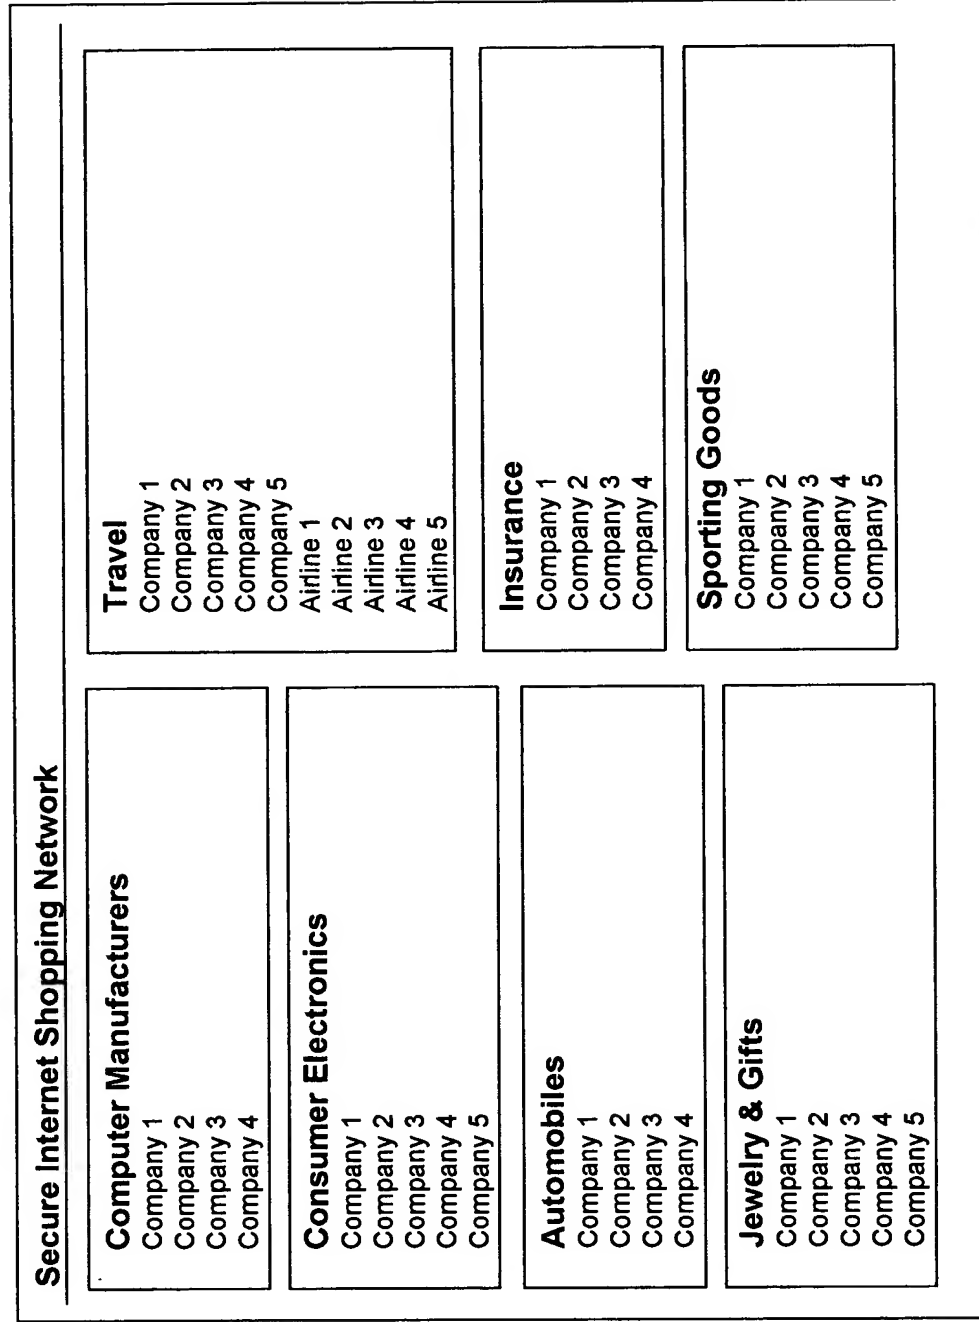 Secure Internet Shopping Network
Computer Manufacturers
Company 1
Company 2
Company 3
Company 4
Consumer Electronics
Company 1
Company 2
Company 3
Company 4
Company 5
Automobiles
Company 1
Company 2
Company 3
Company 4
Jewelry & Gifts
Company 1
Company 2
Company 3
Company 4
Company 5
Travel
Company 1
Company 2
Company 3
Company 4
Company 5
Airline 1
Airline 2
Airline 3
Airline 4
Airline 5
Insurance
Company 1
Company 2
Company 3
Company 4
Sporting Goods
Company 1
Company 2
Company 3
Company 4
Company 5